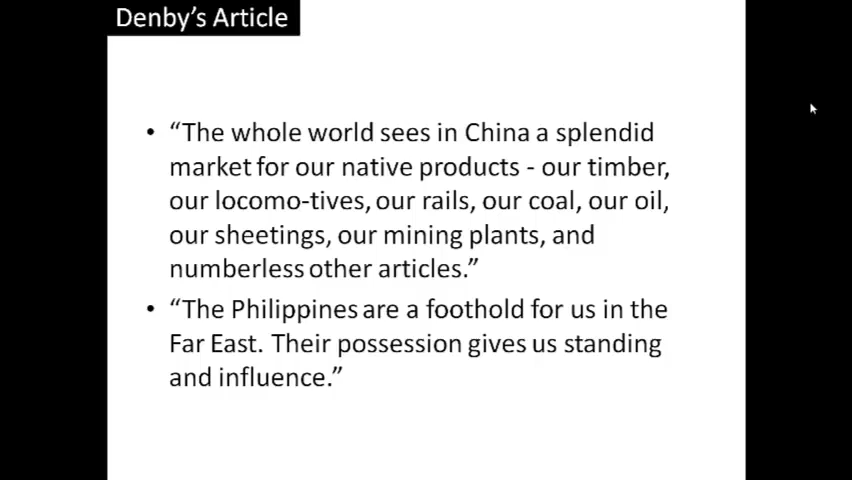 Denby's Article
• “The whole world sees in China a splendid
market for our native products - our timber,
our locomo-tives, our rails, our coal, our oil,
our sheetings, our mining plants, and
numberless other articles.”
• “The Philippines are a foothold for us in the
Far East. Their possession gives us standing
and influence.”